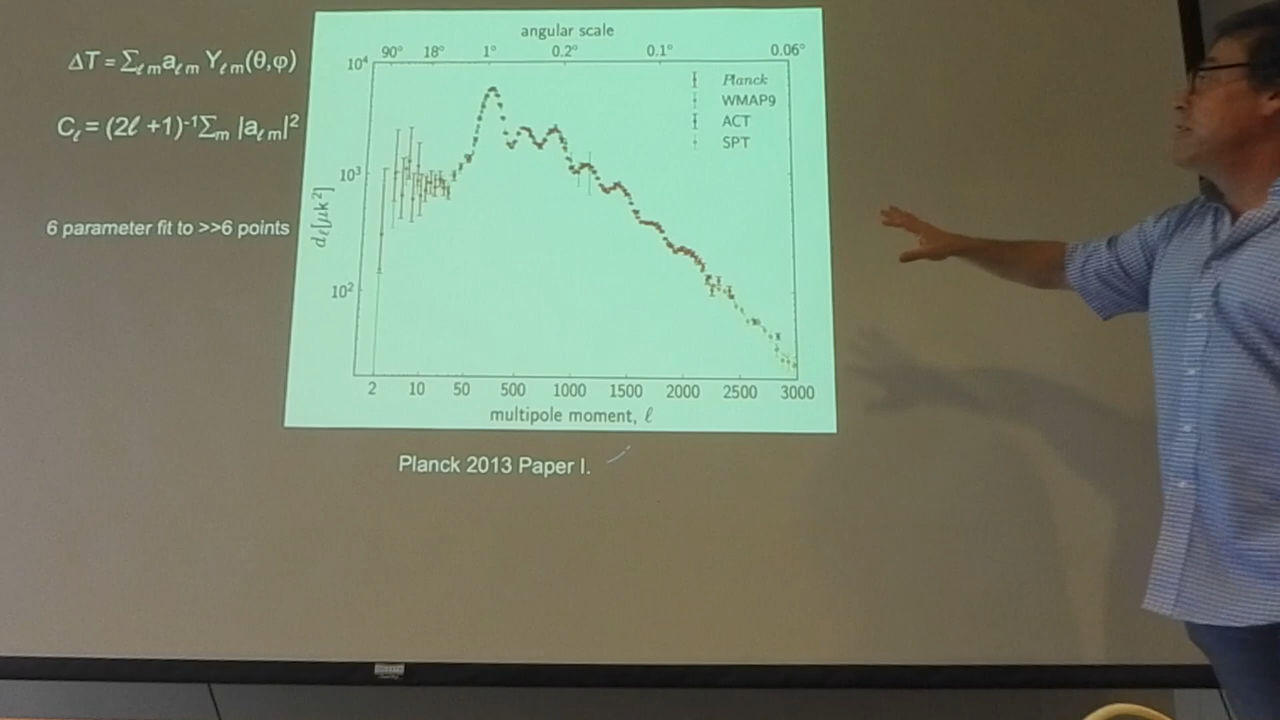 ΔT = Σℓm aℓm Yℓm(θ,φ)
Cℓ = (2ℓ +1)⁻¹Σm |aℓm|²
6 parameter fit to >>6 points
angular scale
90° 18° 1° 0.2° 0.1° 0.06°
10⁴
10³
10²
dℓ[μk²]
Planck
WMAP9
ACT
SPT
2 10 50 500 1000 1500 2000 2500 3000
multipole moment, ℓ
Planck 2013 Paper I.